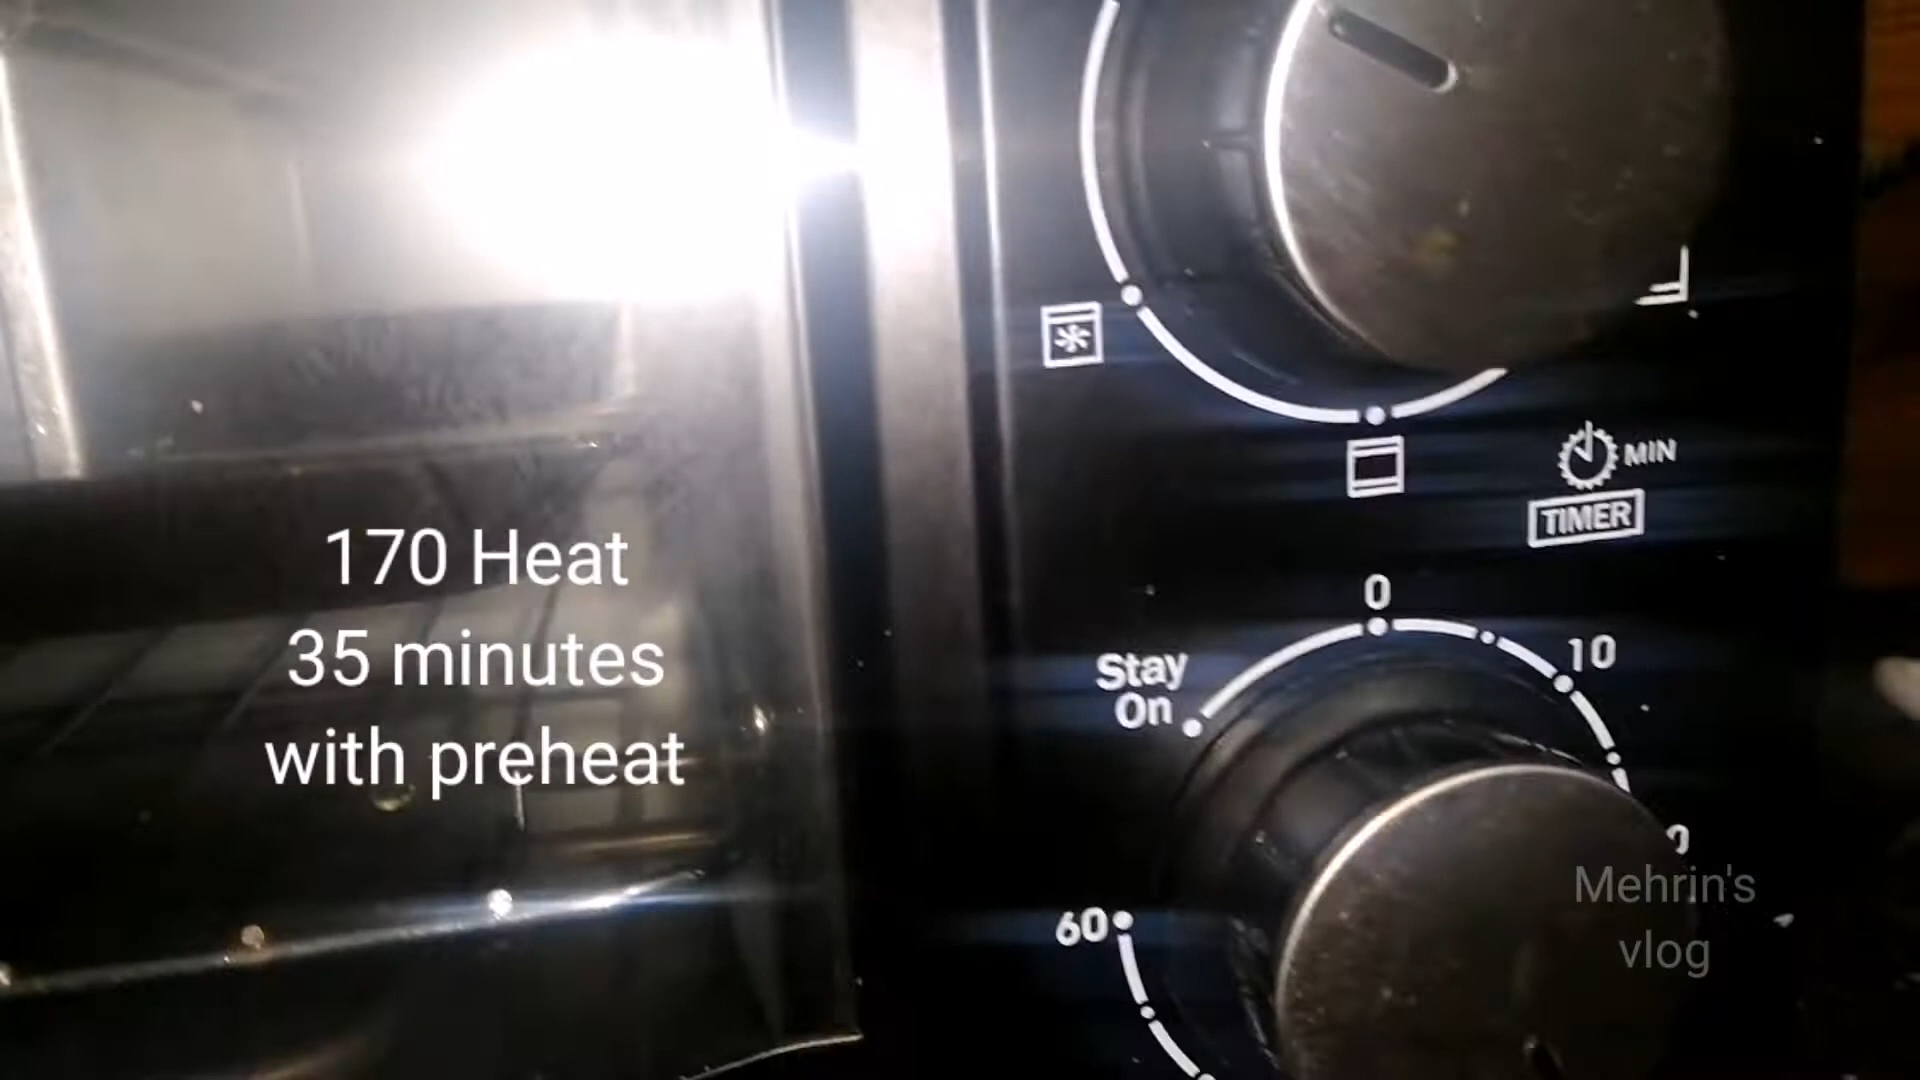 170 Heat
35 minutes
with preheat
MIN
TIMER
0
10
Stay
On
60
Mehrin's
vlog